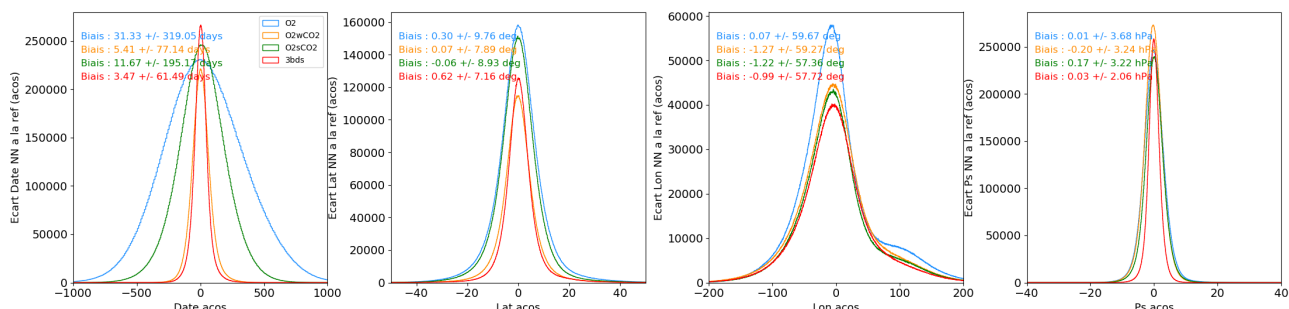 Biais : 31.33 +/- 319.05 days
Biais : 5.41 +/- 77.14 days
Biais : 11.67 +/- 195.17 days
Biais : 3.47 +/- 61.49 days
O2
O2wCO2
O2sCO2
3bds
250000
200000
150000
100000
50000
0
Ecart Date NN a la ref (acos)
−1000 −500 0 500 1000
Date acos
Biais : 0.30 +/- 9.76 deg
Biais : 0.07 +/- 7.89 deg
Biais : -0.06 +/- 8.93 deg
Biais : 0.62 +/- 7.16 deg
160000
140000
120000
100000
80000
60000
40000
20000
0
Ecart Lat NN a la ref (acos)
−40 −20 0 20 40
Lat acos
Biais : 0.07 +/- 59.67 deg
Biais : -1.27 +/- 59.27 deg
Biais : -1.22 +/- 57.36 deg
Biais : -0.99 +/- 57.72 deg
60000
50000
40000
30000
20000
10000
0
Ecart Lon NN a la ref (acos)
−200 −100 0 100 200
Lon acos
Biais : 0.01 +/- 3.68 hPa
Biais : -0.20 +/- 3.24 hPa
Biais : 0.17 +/- 3.22 hPa
Biais : 0.03 +/- 2.06 hPa
250000
200000
150000
100000
50000
0
Ecart Ps NN a la ref (acos)
−40 −20 0 20 40
Ps acos